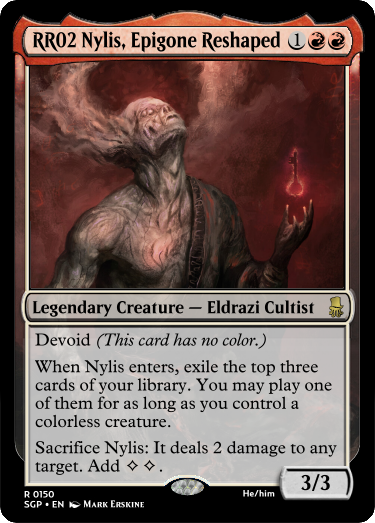 RR02 Nylis, Epigone Reshaped 1
Legendary Creature — Eldrazi Cultist
Devoid (This card has no color.)
When Nylis enters, exile the top three
cards of your library. You may play one
of them for as long as you control a
colorless creature.
Sacrifice Nylis: It deals 2 damage to any
target. Add
.
3/3
R 0150
SGP • EN Mark Erskine
He/him